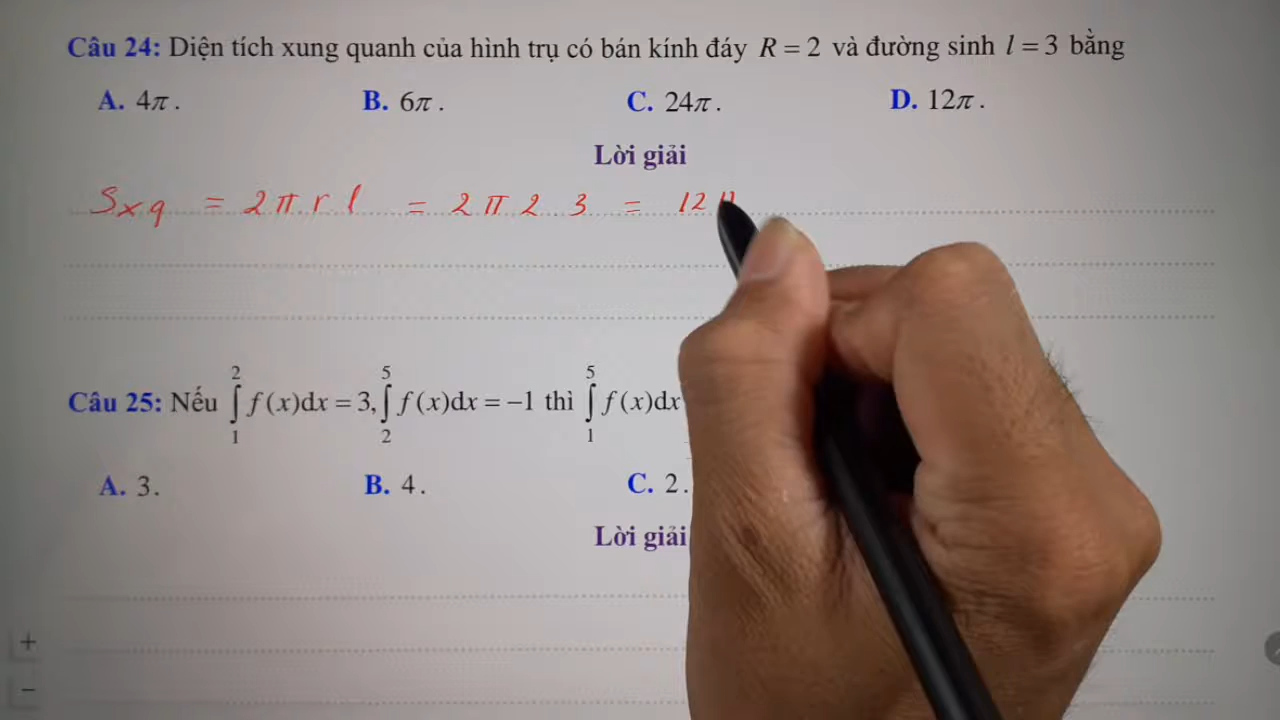 Câu 24: Diện tích xung quanh của hình trụ có bán kính đáy R = 2 và đường sinh l = 3 bằng
A. 4π. B. 6π. C. 24π. D. 12π.
Lời giải
Sxq = 2πrl = 2π 2 3 = 12π
Câu 25: Nếu ∫₁² f(x)dx = 3, ∫₂⁵ f(x)dx = −1 thì ∫₁⁵ f(x)dx
A. 3. B. 4. C. 2.
Lời giải
+
−